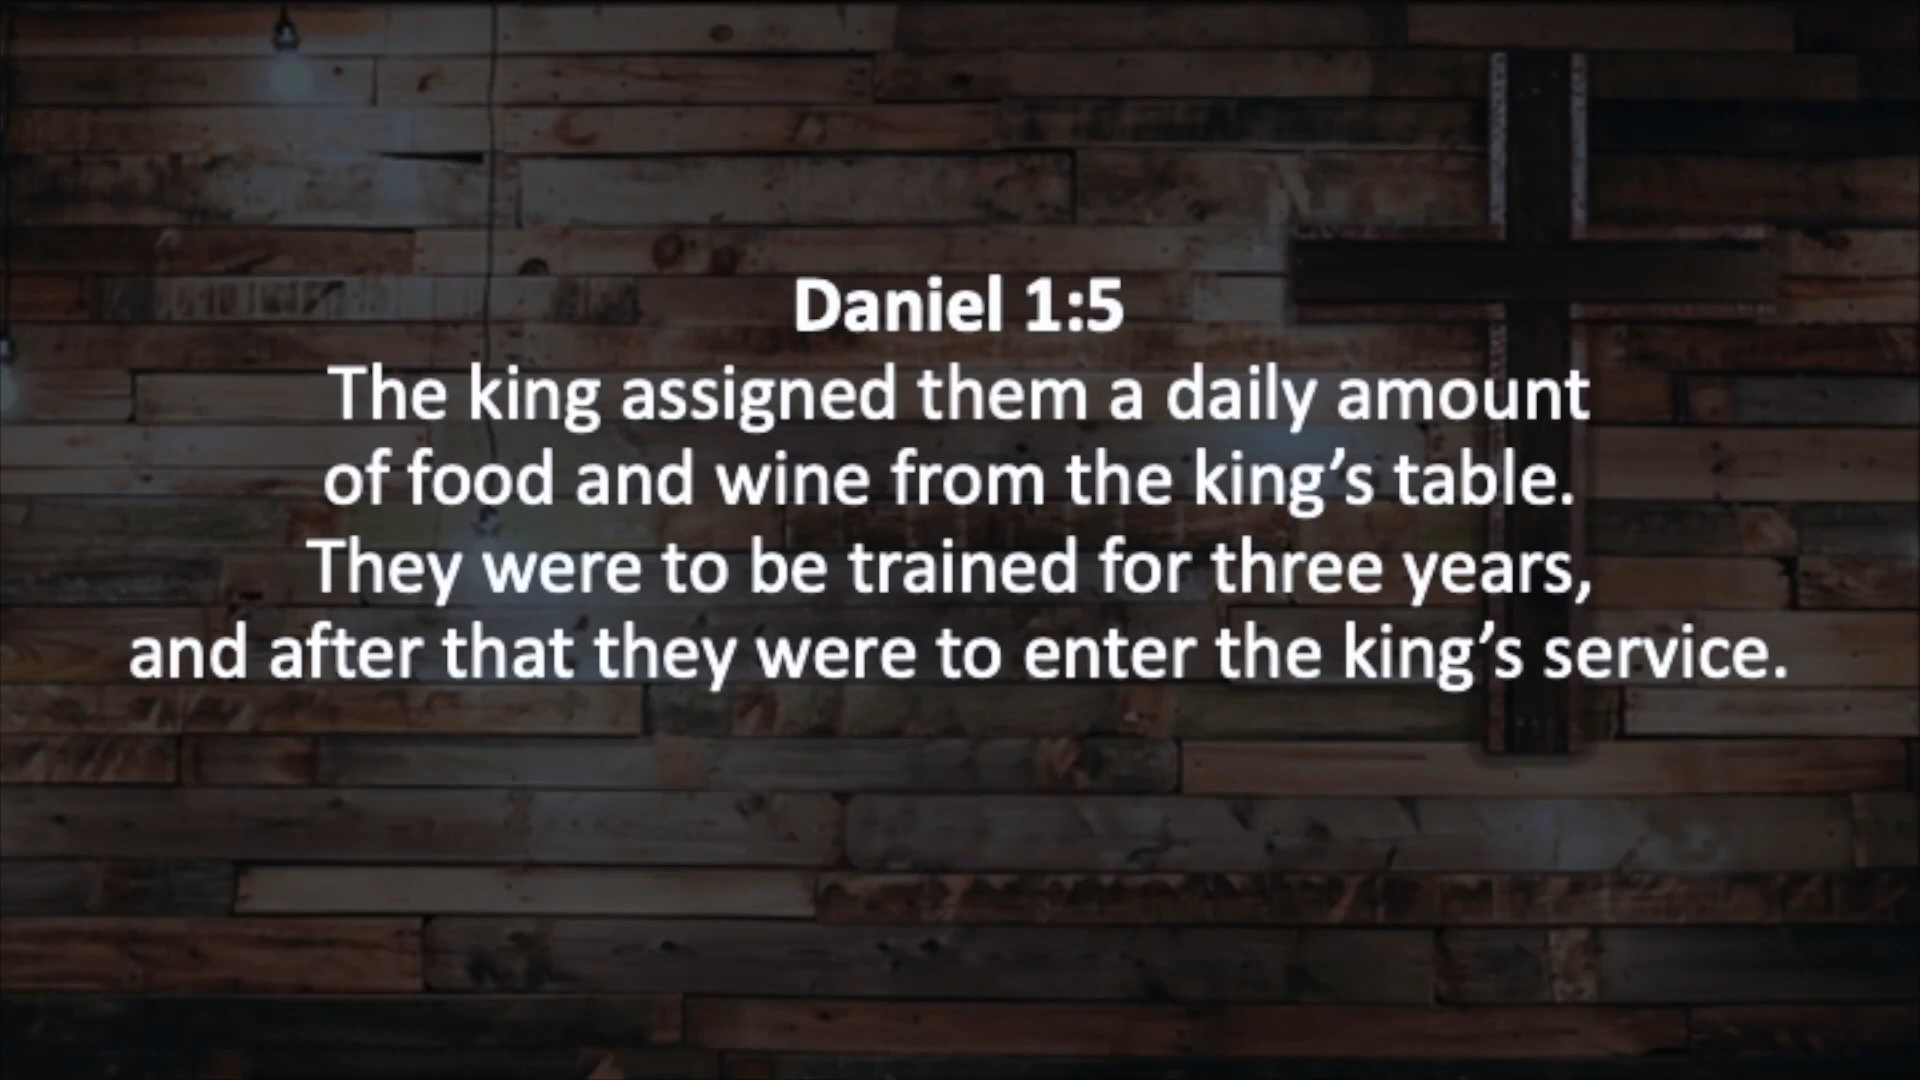 Daniel 1:5
The king assigned them a daily amount
of food and wine from the king’s table.
They were to be trained for three years,
and after that they were to enter the king’s service.